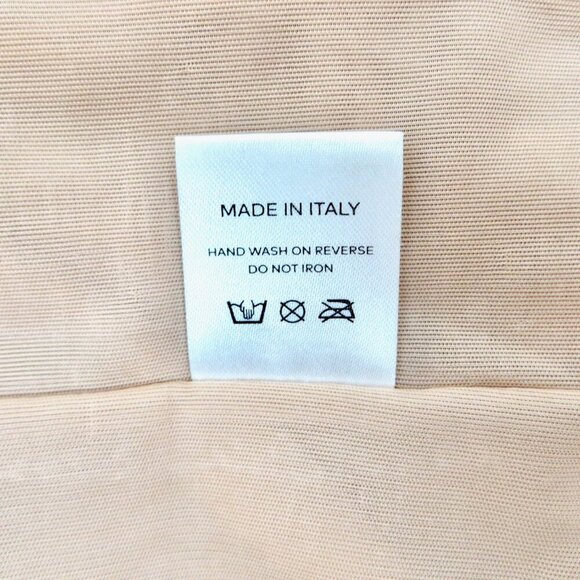 MADE IN ITALY
HAND WASH ON REVERSE
DO NOT IRON